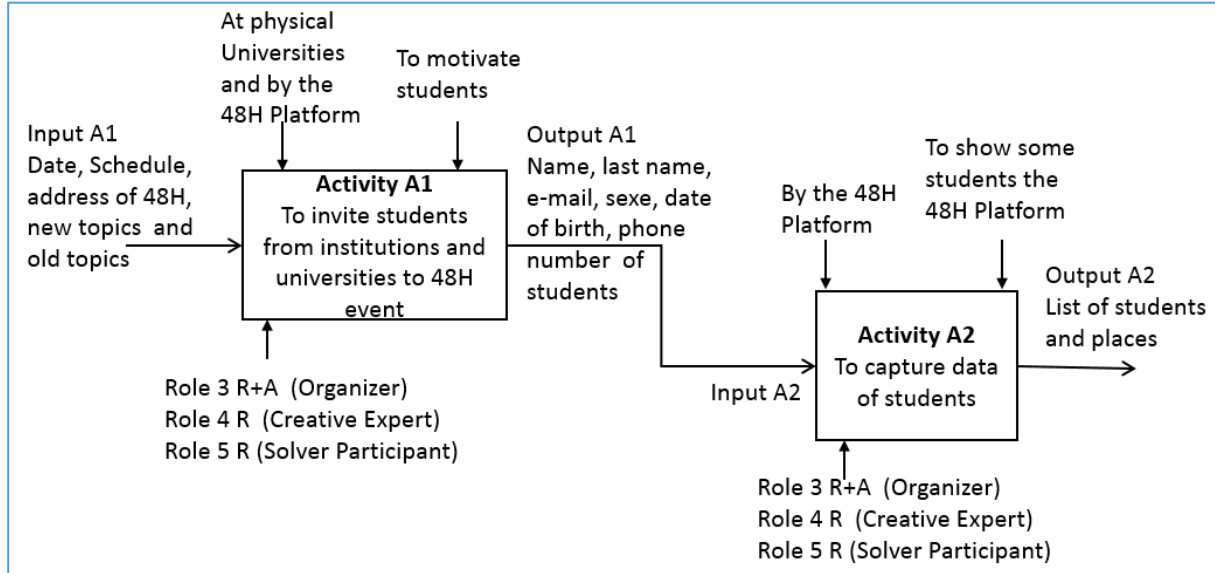 At physical
Universities
and by the
48H Platform
To motivate
students
Input A1
Date, Schedule,
address of 48H,
new topics and
old topics
Activity A1
To invite students
from institutions and
universities to 48H
event
Output A1
Name, last name,
e-mail, sexe, date
of birth, phone
number of
students
Role 3 R+A (Organizer)
Role 4 R (Creative Expert)
Role 5 R (Solver Participant)
By the 48H
Platform
To show some
students the
48H Platform
Input A2
Activity A2
To capture data
of students
Output A2
List of students
and places
Role 3 R+A (Organizer)
Role 4 R (Creative Expert)
Role 5 R (Solver Participant)